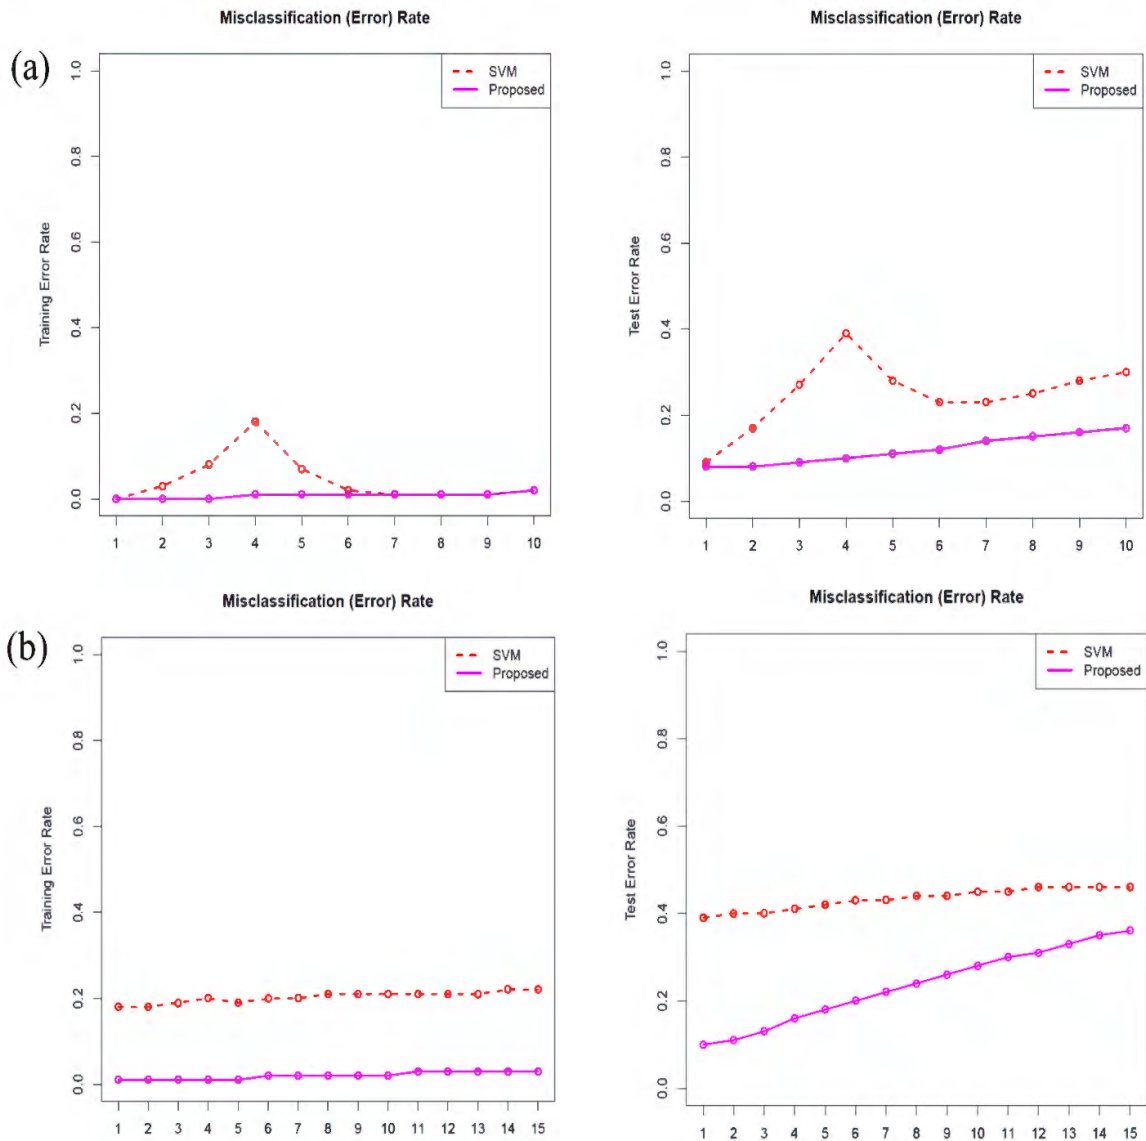 Misclassification (Error) Rate
(a)
SVM
Proposed
Training Error Rate
1.0
0.8
0.6
0.4
0.2
0.0
1 2 3 4 5 6 7 8 9 10
Misclassification (Error) Rate
SVM
Proposed
Test Error Rate
1.0
0.8
0.6
0.4
0.2
0.0
1 2 3 4 5 6 7 8 9 10
Misclassification (Error) Rate
(b)
SVM
Proposed
Training Error Rate
1.0
0.8
0.6
0.4
0.2
0.0
1 2 3 4 5 6 7 8 9 10 11 12 13 14 15
Misclassification (Error) Rate
SVM
Proposed
Test Error Rate
1.0
0.8
0.6
0.4
0.2
0.0
1 2 3 4 5 6 7 8 9 10 11 12 13 14 15